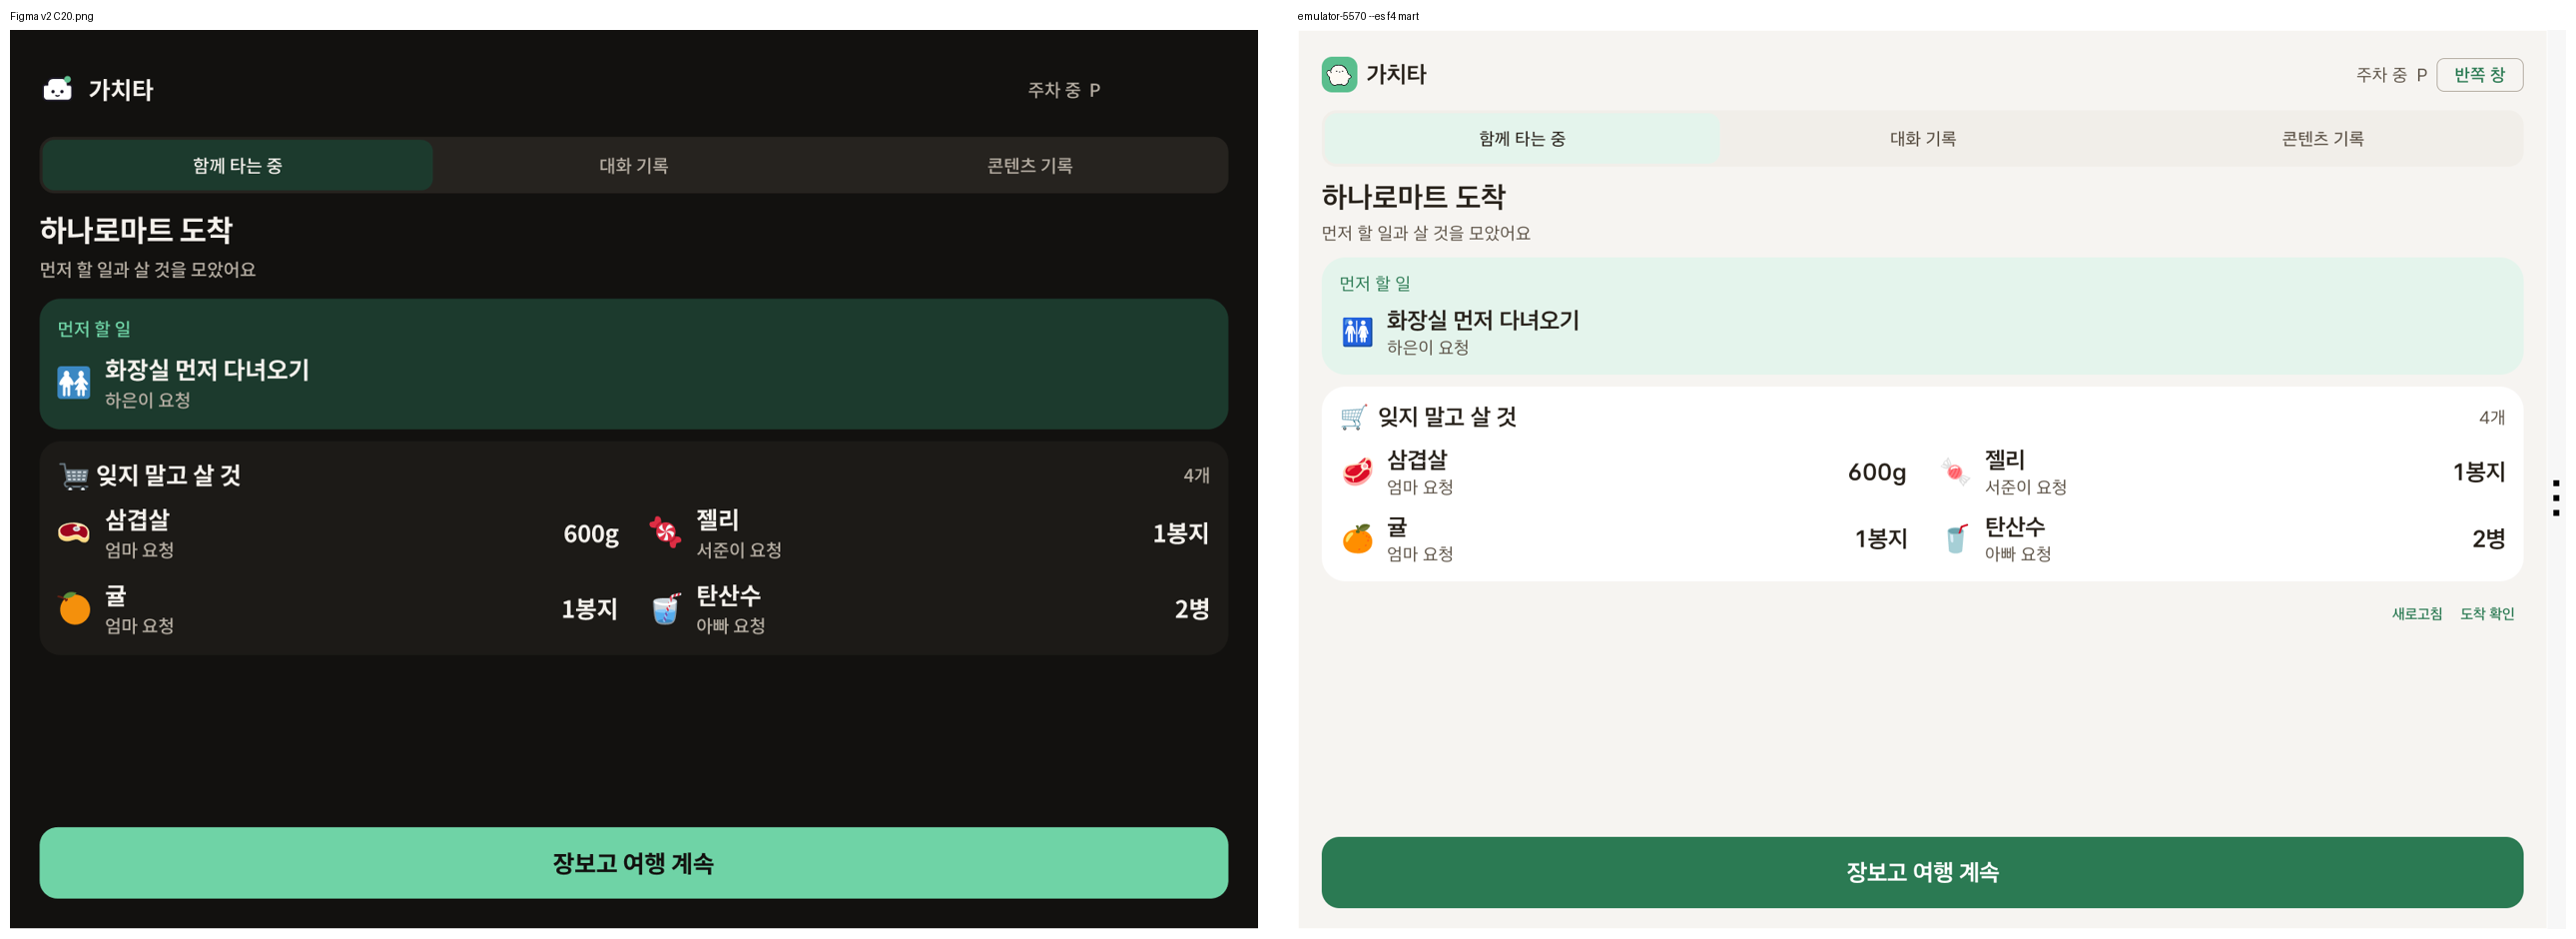 Figma v2 C20.png
가치타
주차 중 P
함께 타는 중
대화 기록
콘텐츠 기록
하나로마트 도착
먼저 할 일과 살 것을 모았어요
먼저 할 일
화장실 먼저 다녀오기
하은이 요청
잊지 말고 살 것
4개
삼겹살
엄마 요청
600g
젤리
서준이 요청
1봉지
귤
엄마 요청
1봉지
탄산수
아빠 요청
2병
장보고 여행 계속
emulator-5570 --es f4 mart
가치타
주차 중 P
반쪽 창
함께 타는 중
대화 기록
콘텐츠 기록
하나로마트 도착
먼저 할 일과 살 것을 모았어요
먼저 할 일
화장실 먼저 다녀오기
하은이 요청
잊지 말고 살 것
4개
삼겹살
엄마 요청
600g
젤리
서준이 요청
1봉지
귤
엄마 요청
1봉지
탄산수
아빠 요청
2병
새로고침
도착 확인
장보고 여행 계속